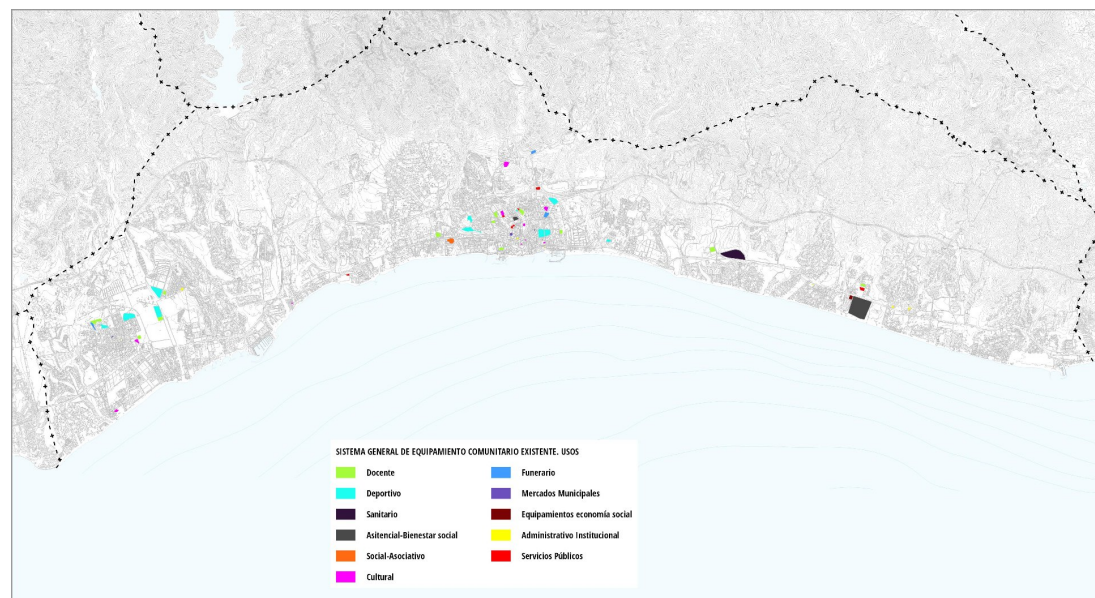 SISTEMA GENERAL DE EQUIPAMIENTO COMUNITARIO EXISTENTE. USOS
Docente
Deportivo
Sanitario
Asitencial-Bienestar social
Social-Asociativo
Cultural
Funerario
Mercados Municipales
Equipamientos economía social
Administrativo Institucional
Servicios Públicos